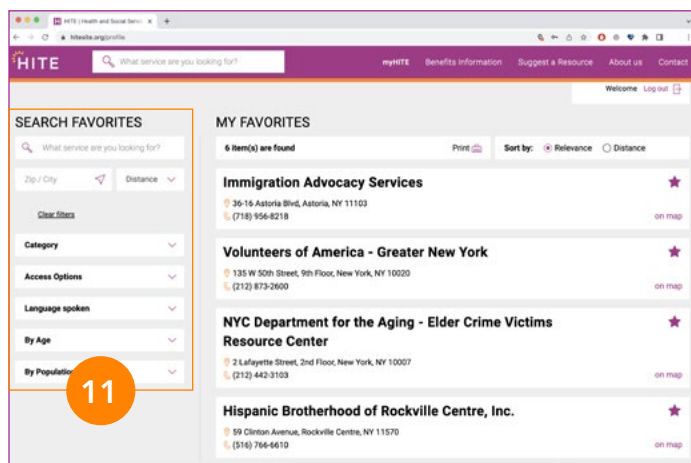 HITE | Health and Social Servic
hitesite.org/profile
HITE
What service are you looking for?
myHITE
Benefits Information
Suggest a Resource
About us
Contact
Welcome Log out
SEARCH FAVORITES
What service are you looking for?
Zip / City
Distance
Clear filters
Category
Access Options
Language spoken
By Age
By Population
11
MY FAVORITES
6 item(s) are found
Print
Sort by:
Relevance
Distance
Immigration Advocacy Services
36-16 Astoria Blvd, Astoria, NY 11103
(718) 956-8218
on map
Volunteers of America - Greater New York
135 W 50th Street, 9th Floor, New York, NY 10020
(212) 873-2600
on map
NYC Department for the Aging - Elder Crime Victims
Resource Center
2 Lafayette Street, 2nd Floor, New York, NY 10007
(212) 442-3103
on map
Hispanic Brotherhood of Rockville Centre, Inc.
59 Clinton Avenue, Rockville Centre, NY 11570
(516) 766-6610
on map